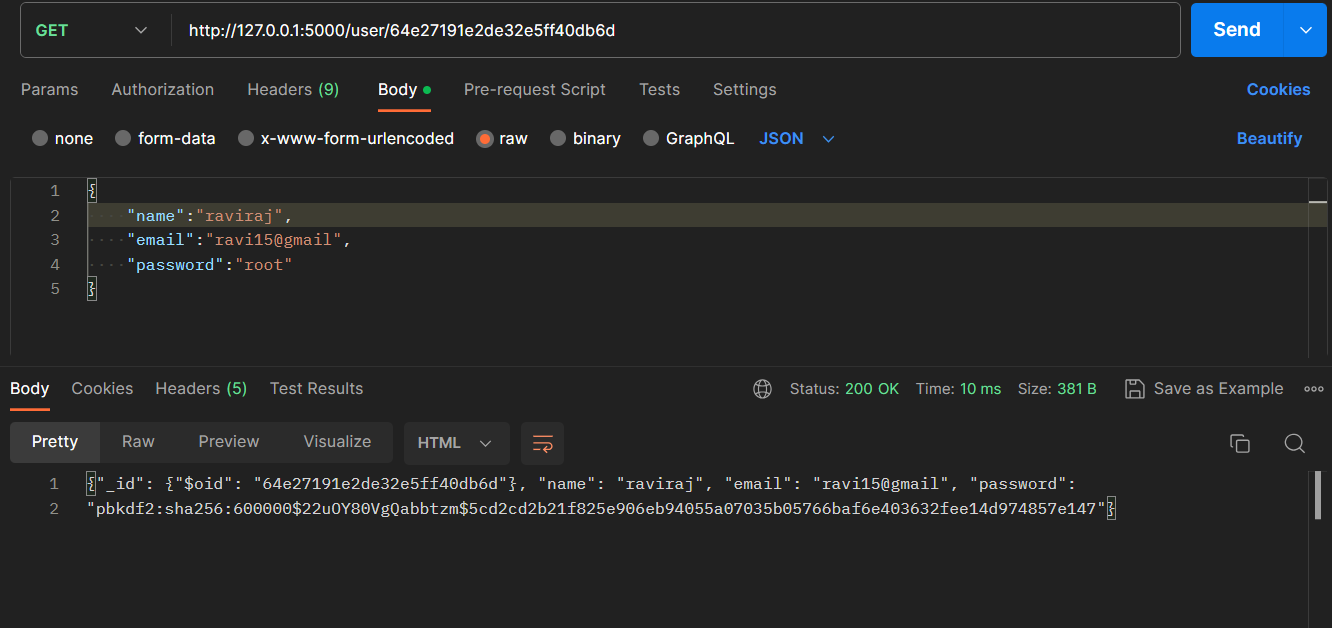 GET http://127.0.0.1:5000/user/64e27191e2de32e5ff40db6d Send
Params Authorization Headers (9) Body Pre-request Script Tests Settings Cookies
none form-data x-www-form-urlencoded raw binary GraphQL JSON Beautify
1 {
2 "name":"raviraj",
3 "email":"ravi15@gmail",
4 "password":"root"
5 }
Body Cookies Headers (5) Test Results Status: 200 OK Time: 10 ms Size: 381 B Save as Example
Pretty Raw Preview Visualize HTML
1 {"_id": {"$oid": "64e27191e2de32e5ff40db6d"}, "name": "raviraj", "email": "ravi15@gmail", "password":
2 "pbkdf2:sha256:600000$22uOY80VgQabbtzm$5cd2cd2b21f825e906eb94055a07035b05766baf6e403632fee14d974857e147"}